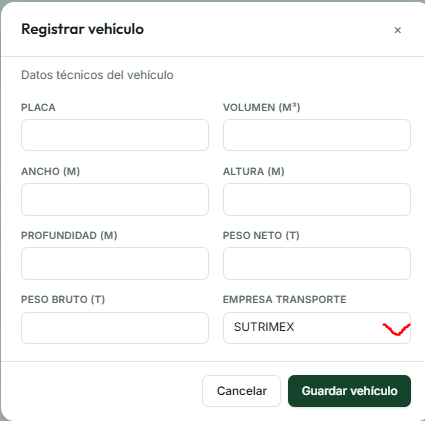 Registrar vehículo
×
Datos técnicos del vehículo
PLACA
VOLUMEN (M³)
ANCHO (M)
ALTURA (M)
PROFUNDIDAD (M)
PESO NETO (T)
PESO BRUTO (T)
EMPRESA TRANSPORTE
SUTRIMEX
Cancelar
Guardar vehículo